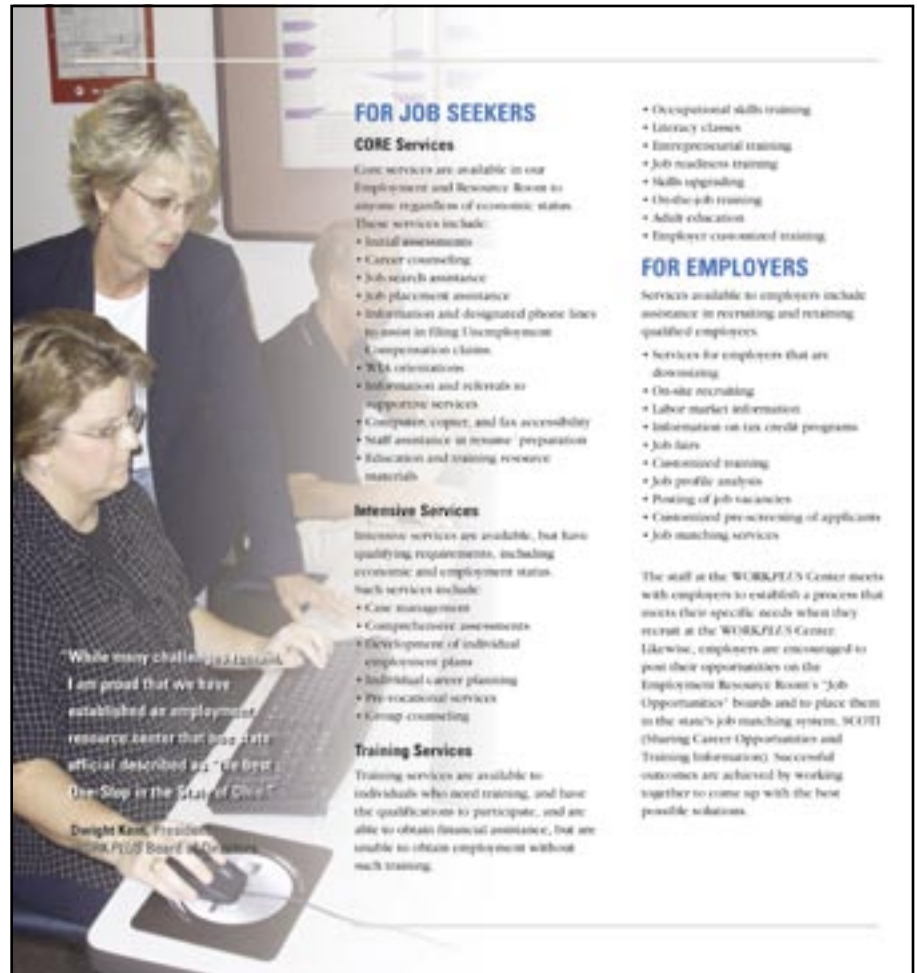 FOR JOB SEEKERS
CORE Services
Core services are available in our
Employment and Resource Room to
anyone regardless of economic status.
These services include:
• Initial assessments
• Career counseling
• Job search assistance
• Job placement assistance
• Information and designated phone lines
to assist in filing Unemployment
Compensation claims
• WIA orientations
• Information and referrals to
supportive services
• Computer, copier, and fax accessibility
• Staff assistance in resume' preparation
• Education and training resource
materials
Intensive Services
Intensive services are available, but have
qualifying requirements, including
economic and employment status.
Such services include:
• Case management
• Comprehensive assessments
• Development of individual
employment plans
• Individual career planning
• Pre-vocational services
• Group counseling
Training Services
Training services are available to
individuals who need training, and have
the qualifications to participate, and are
able to obtain financial assistance, but are
unable to obtain employment without
such training.
• Occupational skills training
• Literacy classes
• Entrepreneurial training
• Job readiness training
• Skills upgrading
• On-the-job training
• Adult education
• Employer customized training
FOR EMPLOYERS
Services available to employers include
assistance in recruiting and retaining
qualified employees.
• Services for employers that are
downsizing
• On-site recruiting
• Labor market information
• Information on tax credit programs
• Job fairs
• Customized training
• Job profile analysis
• Posting of job vacancies
• Customized pre-screening of applicants
• Job matching services
The staff at the WORKPLUS Center meets
with employers to establish a process that
meets their specific needs when they
recruit at the WORKPLUS Center.
Likewise, employers are encouraged to
post their opportunities on the
Employment Resource Room's "Job
Opportunities" boards and to place them
in the state's job matching system, SCOTI
(Sharing Career Opportunities and
Training Information). Successful
outcomes are achieved by working
together to come up with the best
possible solutions.
"While many challenges remain,
I am proud that we have
established an employment
resource center that one state
official described as "the best
One-Stop in the State of Ohio."
Dwight Kent, President
WORKPLUS Board of Directors